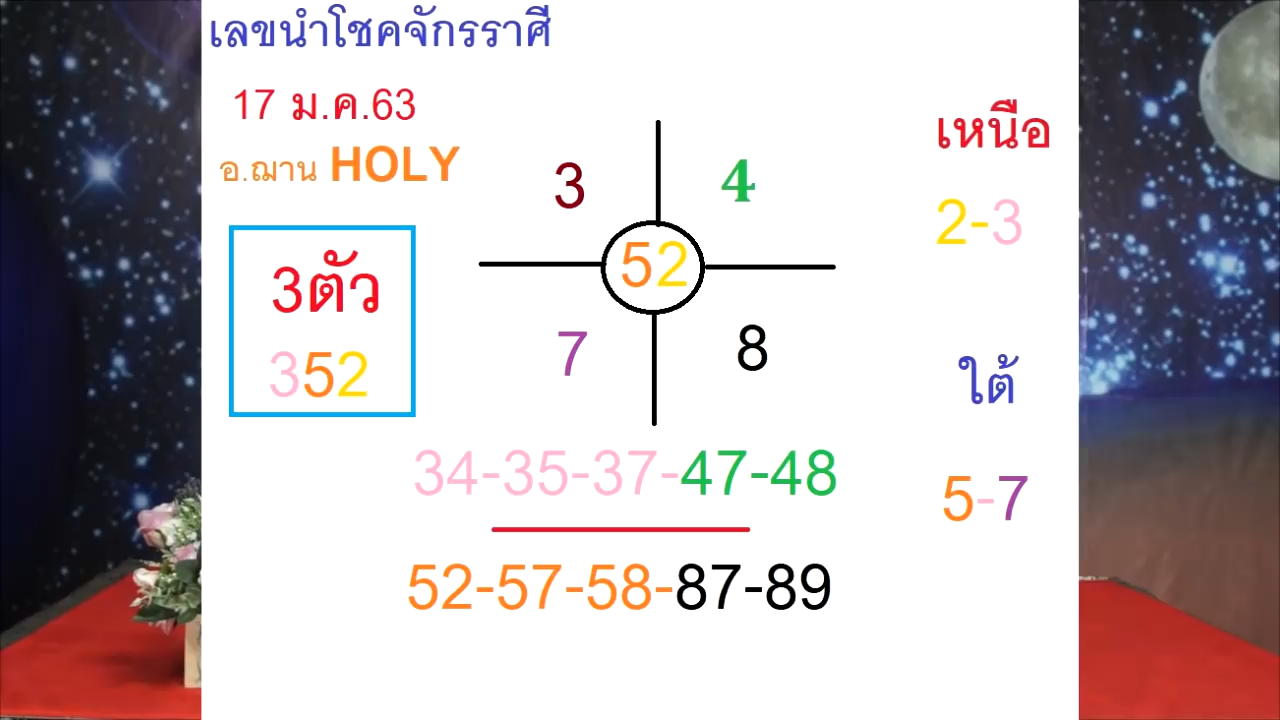 เลขนำโชคจักรราศี
17 ม.ค.63
อ.ฌาน HOLY
3ตัว
352
3
4
52
7
8
34-35-37-47-48
52-57-58-87-89
เหนือ
2-3
ใต้
5-7